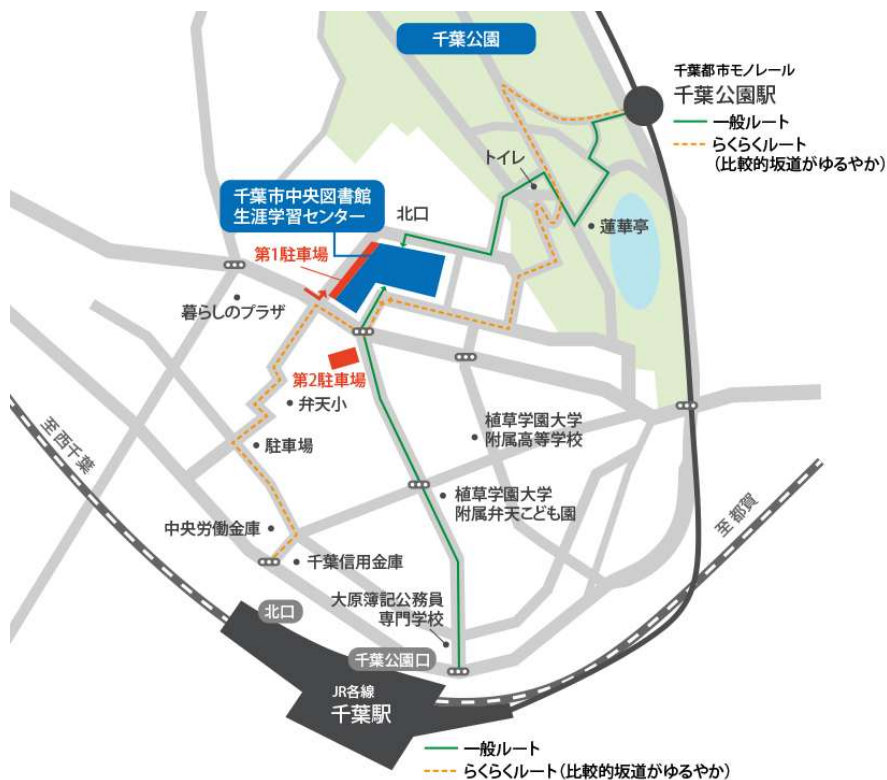 千葉公園
千葉都市モノレール
千葉公園駅
一般ルート
らくらくルート
(比較的坂道がゆるやか)
トイレ
千葉市中央図書館
生涯学習センター
北口
蓮華亭
第1駐車場
暮らしのプラザ
第2駐車場
弁天小
植草学園大学
附属高等学校
至西千葉
駐車場
植草学園大学
附属弁天こども園
至都賀
中央労働金庫
千葉信用金庫
大原簿記公務員
専門学校
北口
千葉公園口
JR各線
千葉駅
一般ルート
らくらくルート(比較的坂道がゆるやか)